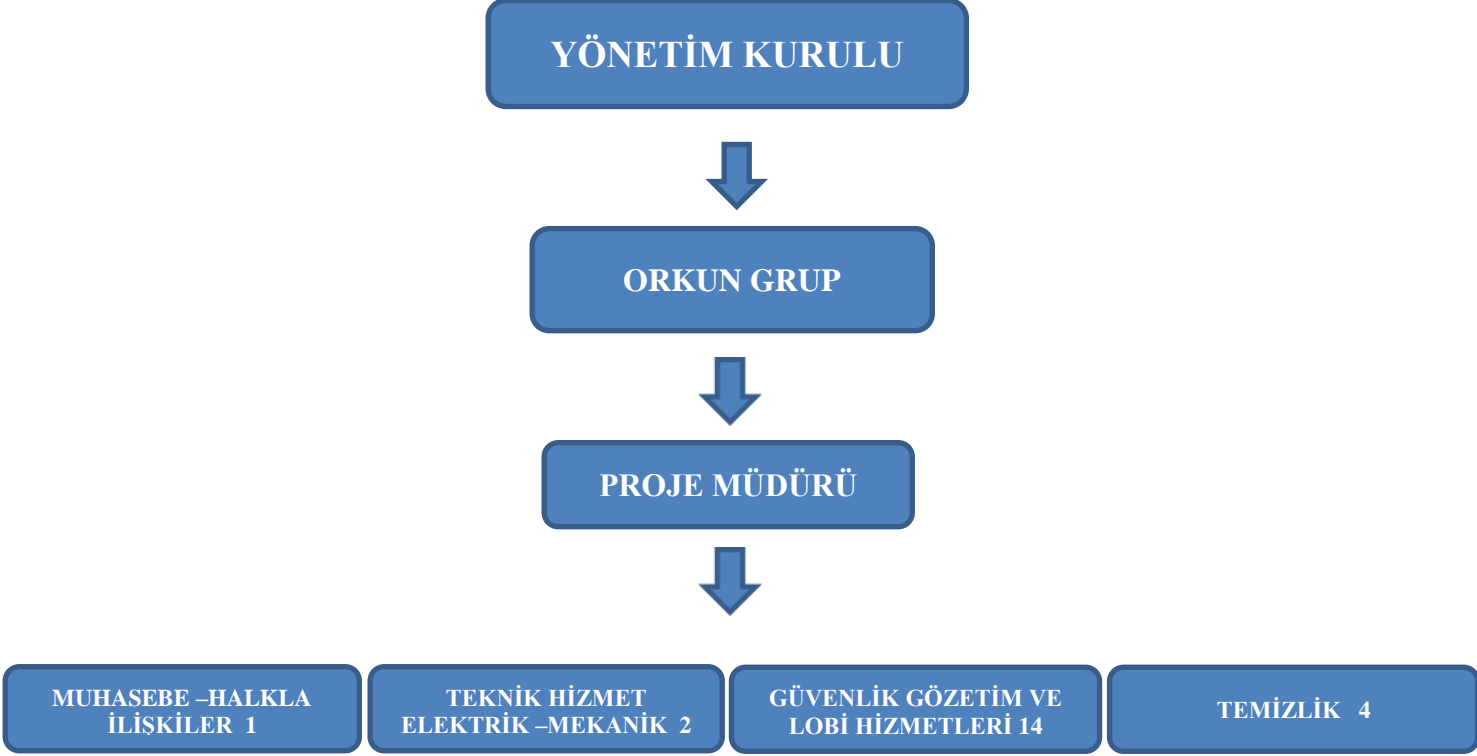 YÖNETİM KURULU
ORKUN GRUP
PROJE MÜDÜRÜ
MUHASEBE –HALKLA
İLİŞKİLER 1
TEKNİK HİZMET
ELEKTRİK –MEKANİK 2
GÜVENLİK GÖZETİM VE
LOBİ HİZMETLERİ 14
TEMİZLİK 4